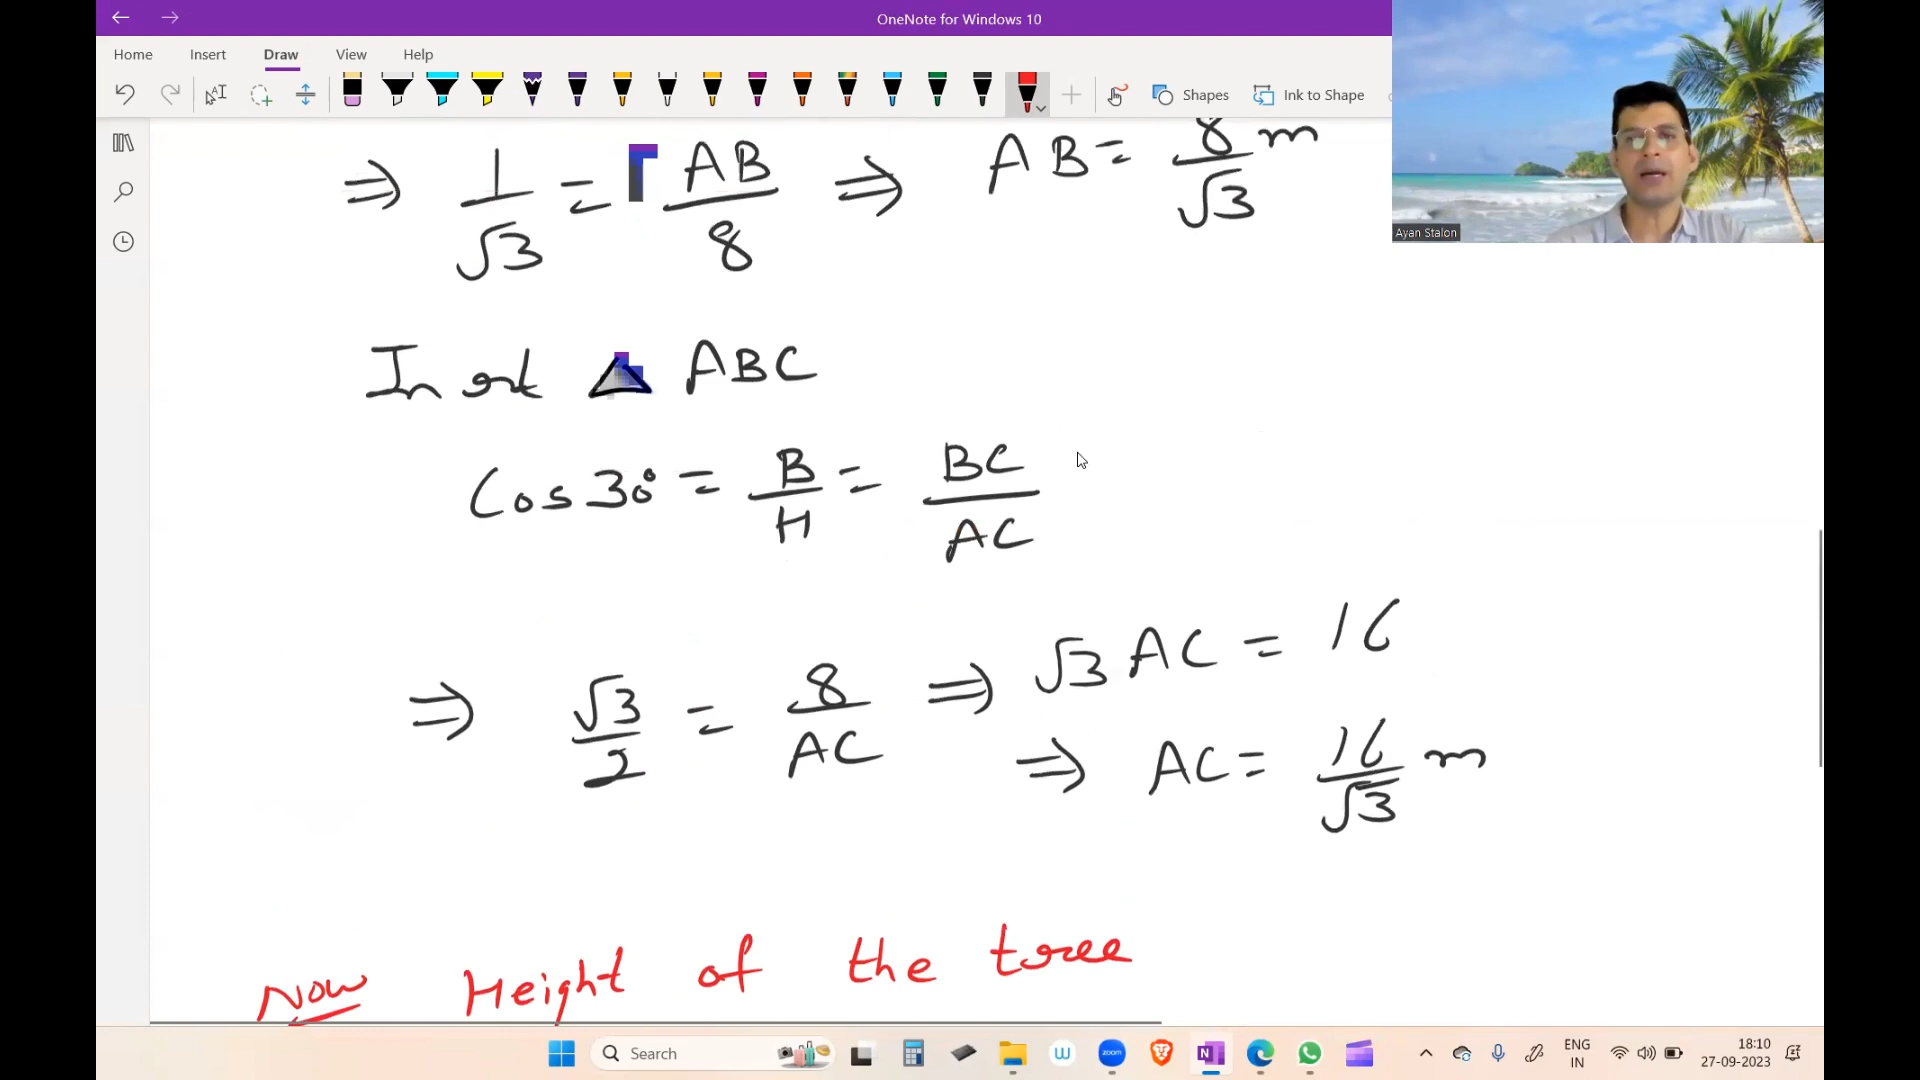 OneNote for Windows 10
Home Insert Draw View Help
Shapes Ink to Shape
Ayan Stalon
⇒ 1/√3 = AB/8 ⇒ AB = 8/√3 m
In rt △ ABC
Cos 30° = B/H = BC/AC
⇒ √3/2 = 8/AC ⇒ √3 AC = 16
⇒ AC = 16/√3 m
Now Height of the tree
Search
zoom
ENG
IN
18:10
27-09-2023